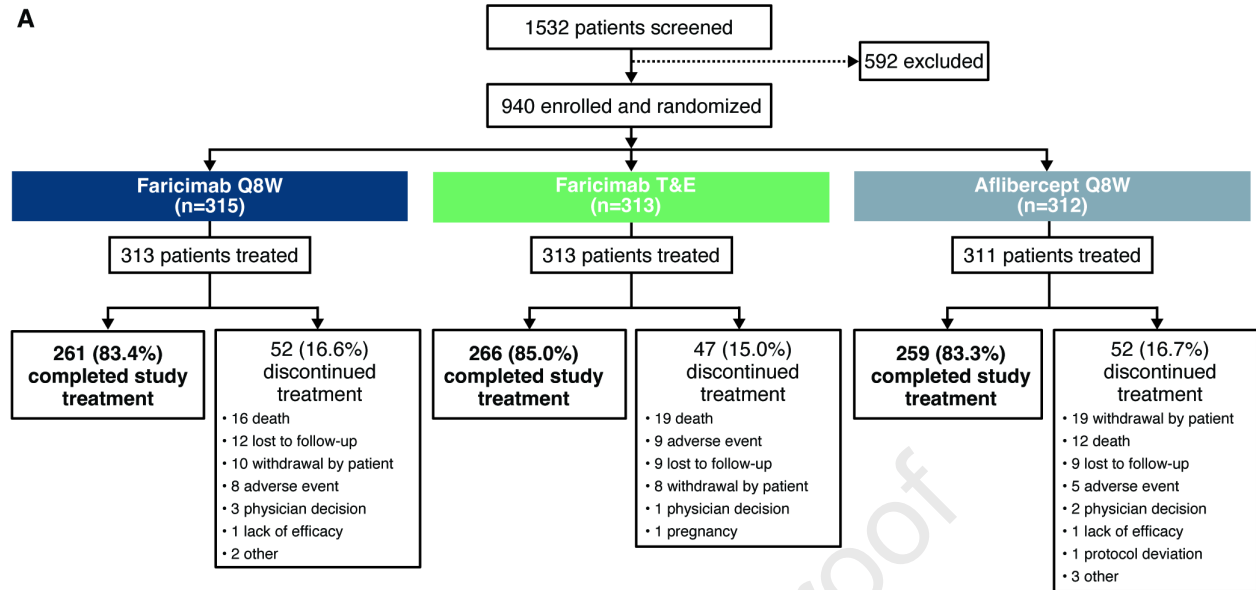 A
1532 patients screened
592 excluded
940 enrolled and randomized
Faricimab Q8W
(n=315)
313 patients treated
261 (83.4%)
completed study
treatment
52 (16.6%)
discontinued
treatment
• 16 death
• 12 lost to follow-up
• 10 withdrawal by patient
• 8 adverse event
• 3 physician decision
• 1 lack of efficacy
• 2 other
Faricimab T&E
(n=313)
313 patients treated
266 (85.0%)
completed study
treatment
47 (15.0%)
discontinued
treatment
• 19 death
• 9 adverse event
• 9 lost to follow-up
• 8 withdrawal by patient
• 1 physician decision
• 1 pregnancy
Aflibercept Q8W
(n=312)
311 patients treated
259 (83.3%)
completed study
treatment
52 (16.7%)
discontinued
treatment
• 19 withdrawal by patient
• 12 death
• 9 lost to follow-up
• 5 adverse event
• 2 physician decision
• 1 lack of efficacy
• 1 protocol deviation
• 3 other
roof